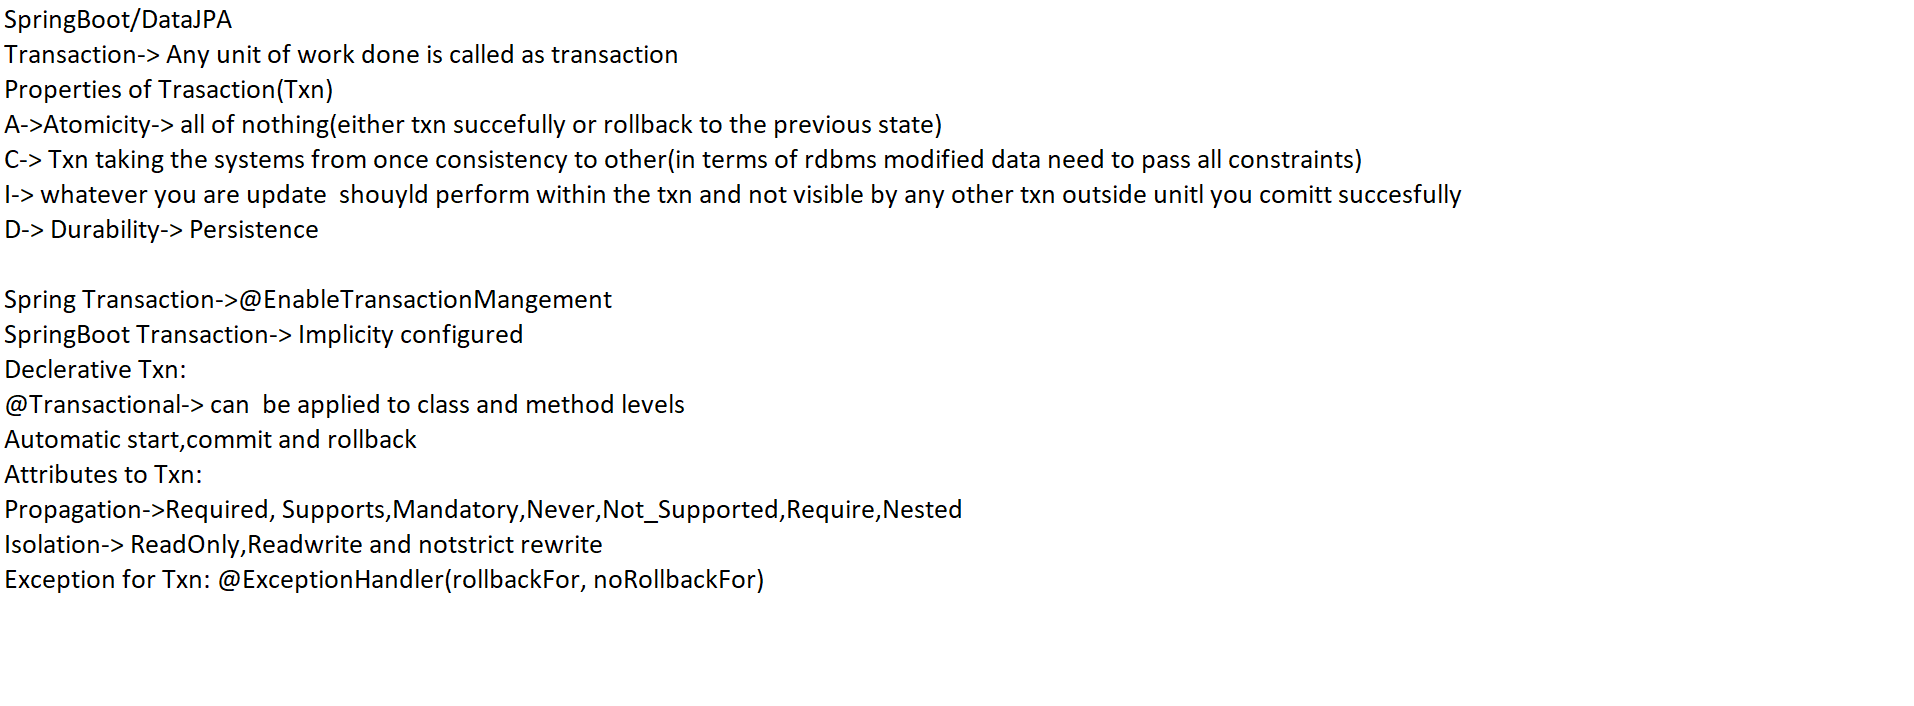 SpringBoot/DataJPA
Transaction-> Any unit of work done is called as transaction
Properties of Trasaction(Txn)
A->Atomicity-> all of nothing(either txn succefully or rollback to the previous state)
C-> Txn taking the systems from once consistency to other(in terms of rdbms modified data need to pass all constraints)
I-> whatever you are update  shouyld perform within the txn and not visible by any other txn outside unitl you comitt succesfully
D-> Durability-> Persistence
Spring Transaction->@EnableTransactionMangement
SpringBoot Transaction-> Implicity configured
Declerative Txn:
@Transactional-> can  be applied to class and method levels
Automatic start,commit and rollback
Attributes to Txn:
Propagation->Required, Supports,Mandatory,Never,Not_Supported,Require,Nested
Isolation-> ReadOnly,Readwrite and notstrict rewrite
Exception for Txn: @ExceptionHandler(rollbackFor, noRollbackFor)